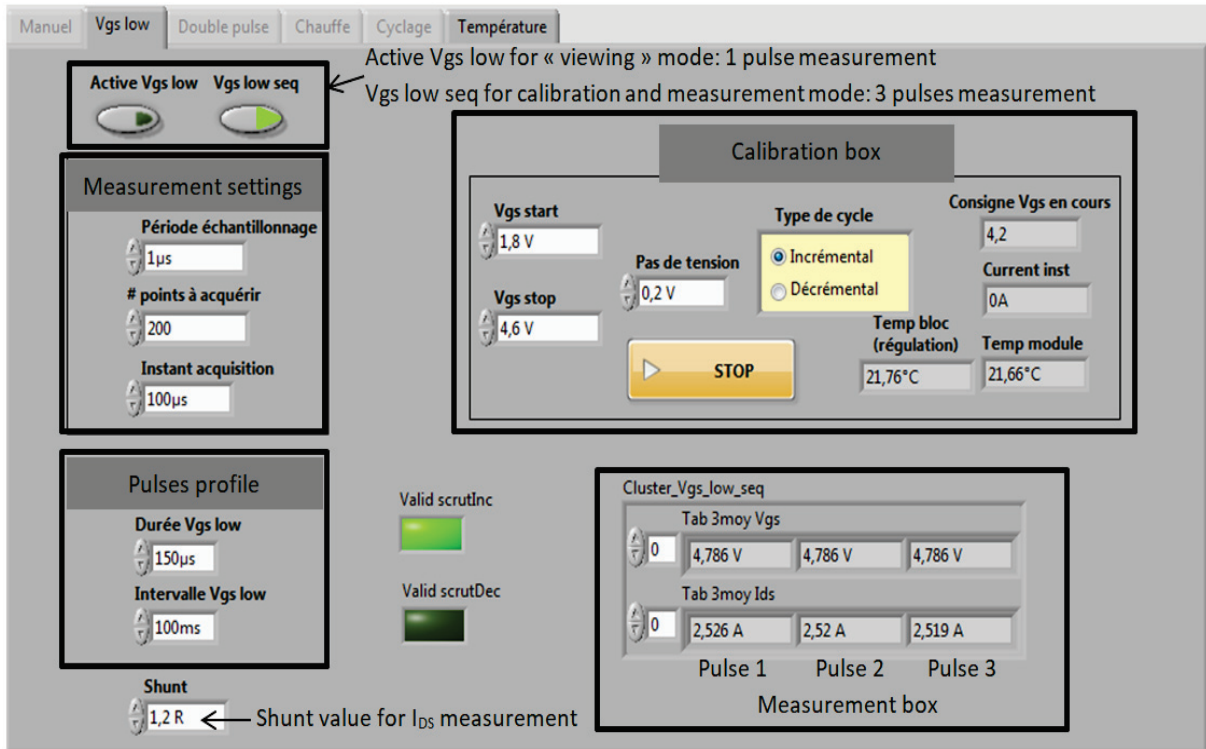 Manuel Vgs low Double pulse Chauffe Cyclage Température
Active Vgs low for « viewing » mode: 1 pulse measurement
Vgs low seq for calibration and measurement mode: 3 pulses measurement
Active Vgs low Vgs low seq
Measurement settings
Période échantillonnage
1µs
# points à acquérir
200
Instant acquisition
100µs
Calibration box
Vgs start
1,8 V
Vgs stop
4,6 V
Pas de tension
0,2 V
Type de cycle
Incrémental
Décrémental
STOP
Consigne Vgs en cours
4,2
Current inst
0A
Temp bloc
(régulation)
21,76°C
Temp module
21,66°C
Pulses profile
Durée Vgs low
150µs
Intervalle Vgs low
100ms
Valid scrutInc
Valid scrutDec
Cluster_Vgs_low_seq
Tab 3moy Vgs
0 4,786 V 4,786 V 4,786 V
Tab 3moy Ids
0 2,526 A 2,52 A 2,519 A
Pulse 1 Pulse 2 Pulse 3
Measurement box
Shunt
1,2 R
Shunt value for IDS measurement